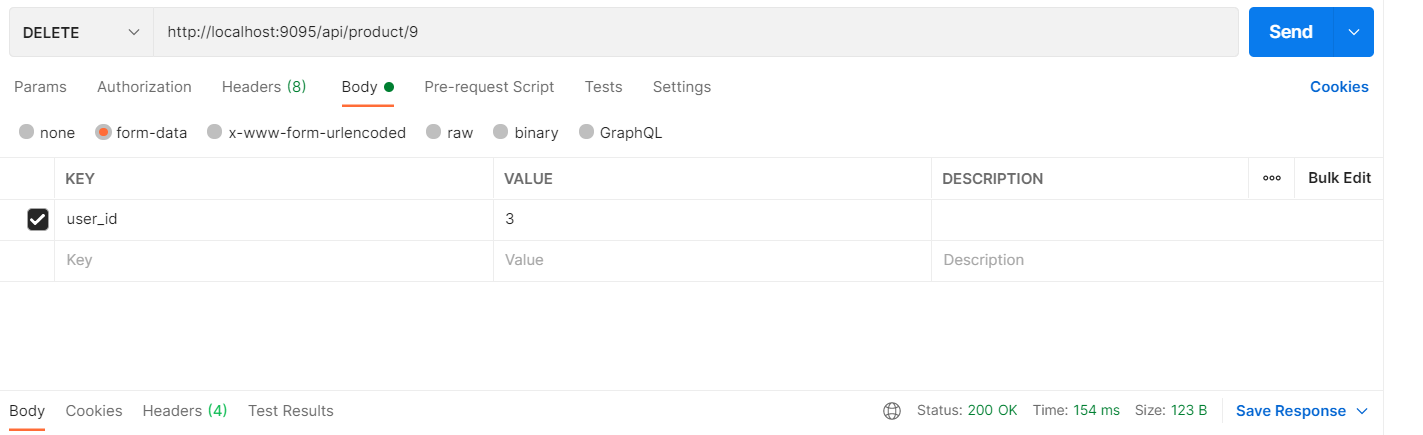 DELETE http://localhost:9095/api/product/9 Send
Params Authorization Headers (8) Body Pre-request Script Tests Settings Cookies
none form-data x-www-form-urlencoded raw binary GraphQL
KEY VALUE DESCRIPTION ooo Bulk Edit
user_id 3
Key Value Description
Body Cookies Headers (4) Test Results Status: 200 OK Time: 154 ms Size: 123 B Save Response